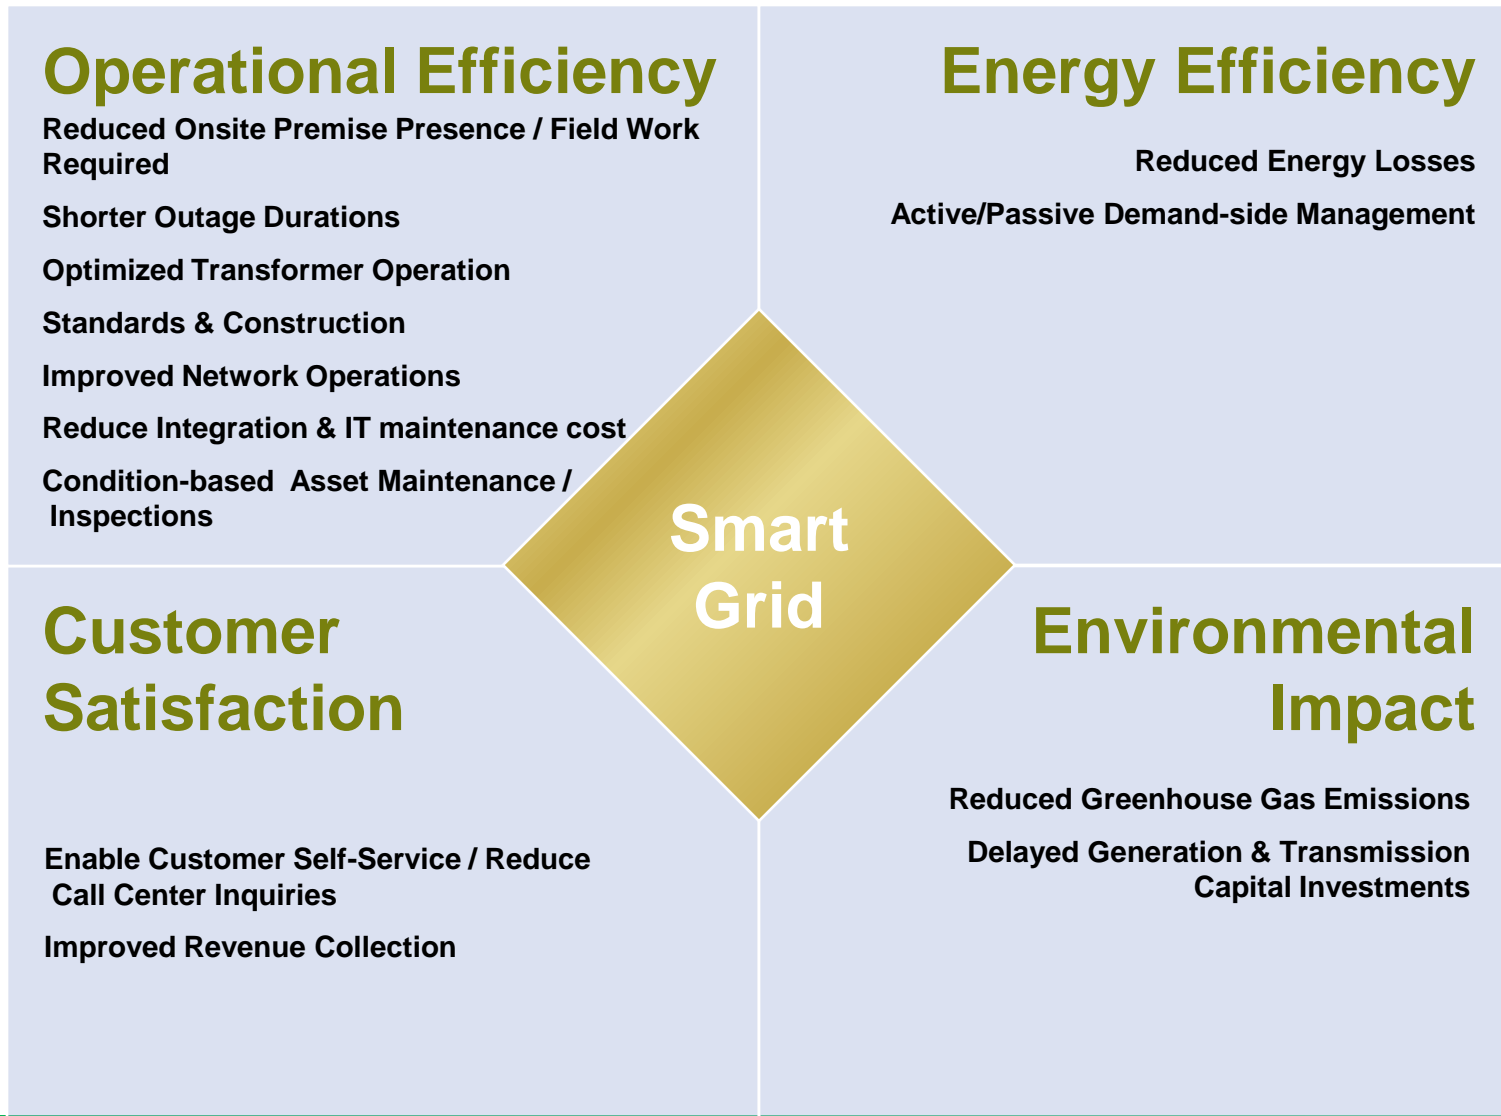 Operational Efficiency
Reduced Onsite Premise Presence / Field Work
Required
Shorter Outage Durations
Optimized Transformer Operation
Standards & Construction
Improved Network Operations
Reduce Integration & IT maintenance cost
Condition-based  Asset Maintenance /
Inspections
Energy Efficiency
Reduced Energy Losses
Active/Passive Demand-side Management
Smart
Grid
Customer
Satisfaction
Enable Customer Self-Service / Reduce
Call Center Inquiries
Improved Revenue Collection
Environmental
Impact
Reduced Greenhouse Gas Emissions
Delayed Generation & Transmission
Capital Investments